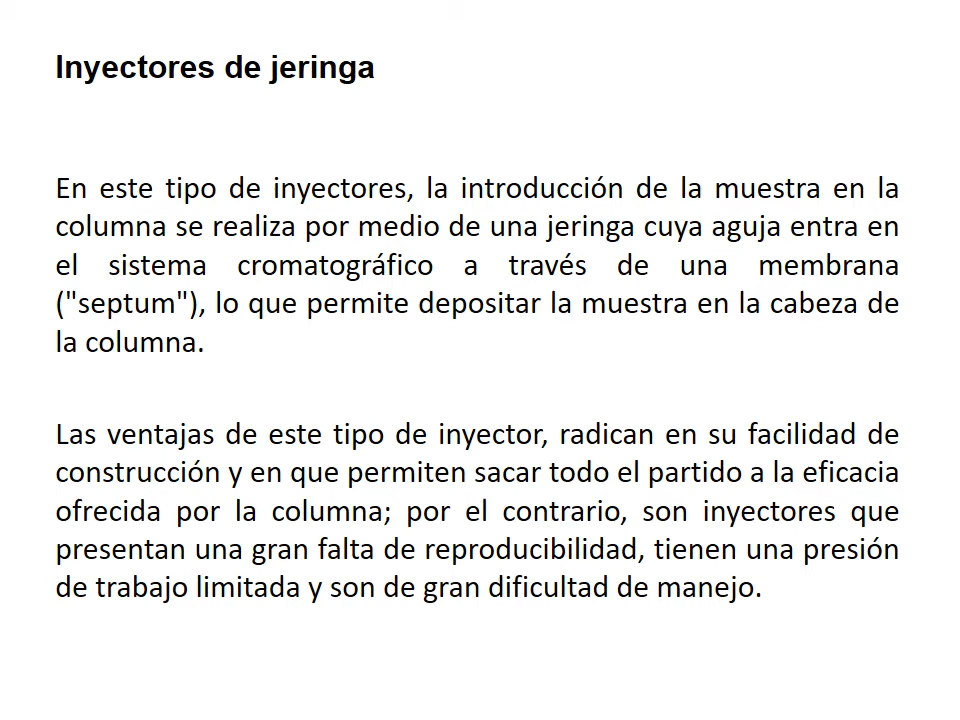 Inyectores de jeringa
En este tipo de inyectores, la introducción de la muestra en la
columna se realiza por medio de una jeringa cuya aguja entra en
el sistema cromatográfico a través de una membrana
("septum"), lo que permite depositar la muestra en la cabeza de
la columna.
Las ventajas de este tipo de inyector, radican en su facilidad de
construcción y en que permiten sacar todo el partido a la eficacia
ofrecida por la columna; por el contrario, son inyectores que
presentan una gran falta de reproducibilidad, tienen una presión
de trabajo limitada y son de gran dificultad de manejo.